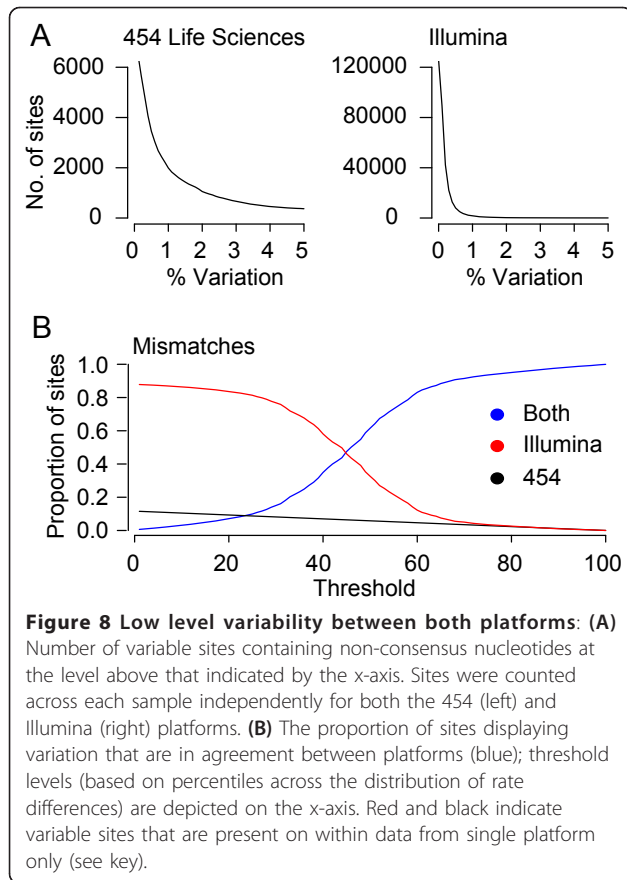 A
454 Life Sciences
Illumina
No. of sites
6000
4000
2000
0
120000
80000
40000
0
0 1 2 3 4 5
0 1 2 3 4 5
% Variation
% Variation
B
Mismatches
Proportion of sites
1.0
0.8
0.6
0.4
0.2
0.0
Both
Illumina
454
0 20 40 60 80 100
Threshold
Figure 8 Low level variability between both platforms: (A)
Number of variable sites containing non-consensus nucleotides at
the level above that indicated by the x-axis. Sites were counted
across each sample independently for both the 454 (left) and
Illumina (right) platforms. (B) The proportion of sites displaying
variation that are in agreement between platforms (blue); threshold
levels (based on percentiles across the distribution of rate
differences) are depicted on the x-axis. Red and black indicate
variable sites that are present on within data from single platform
only (see key).